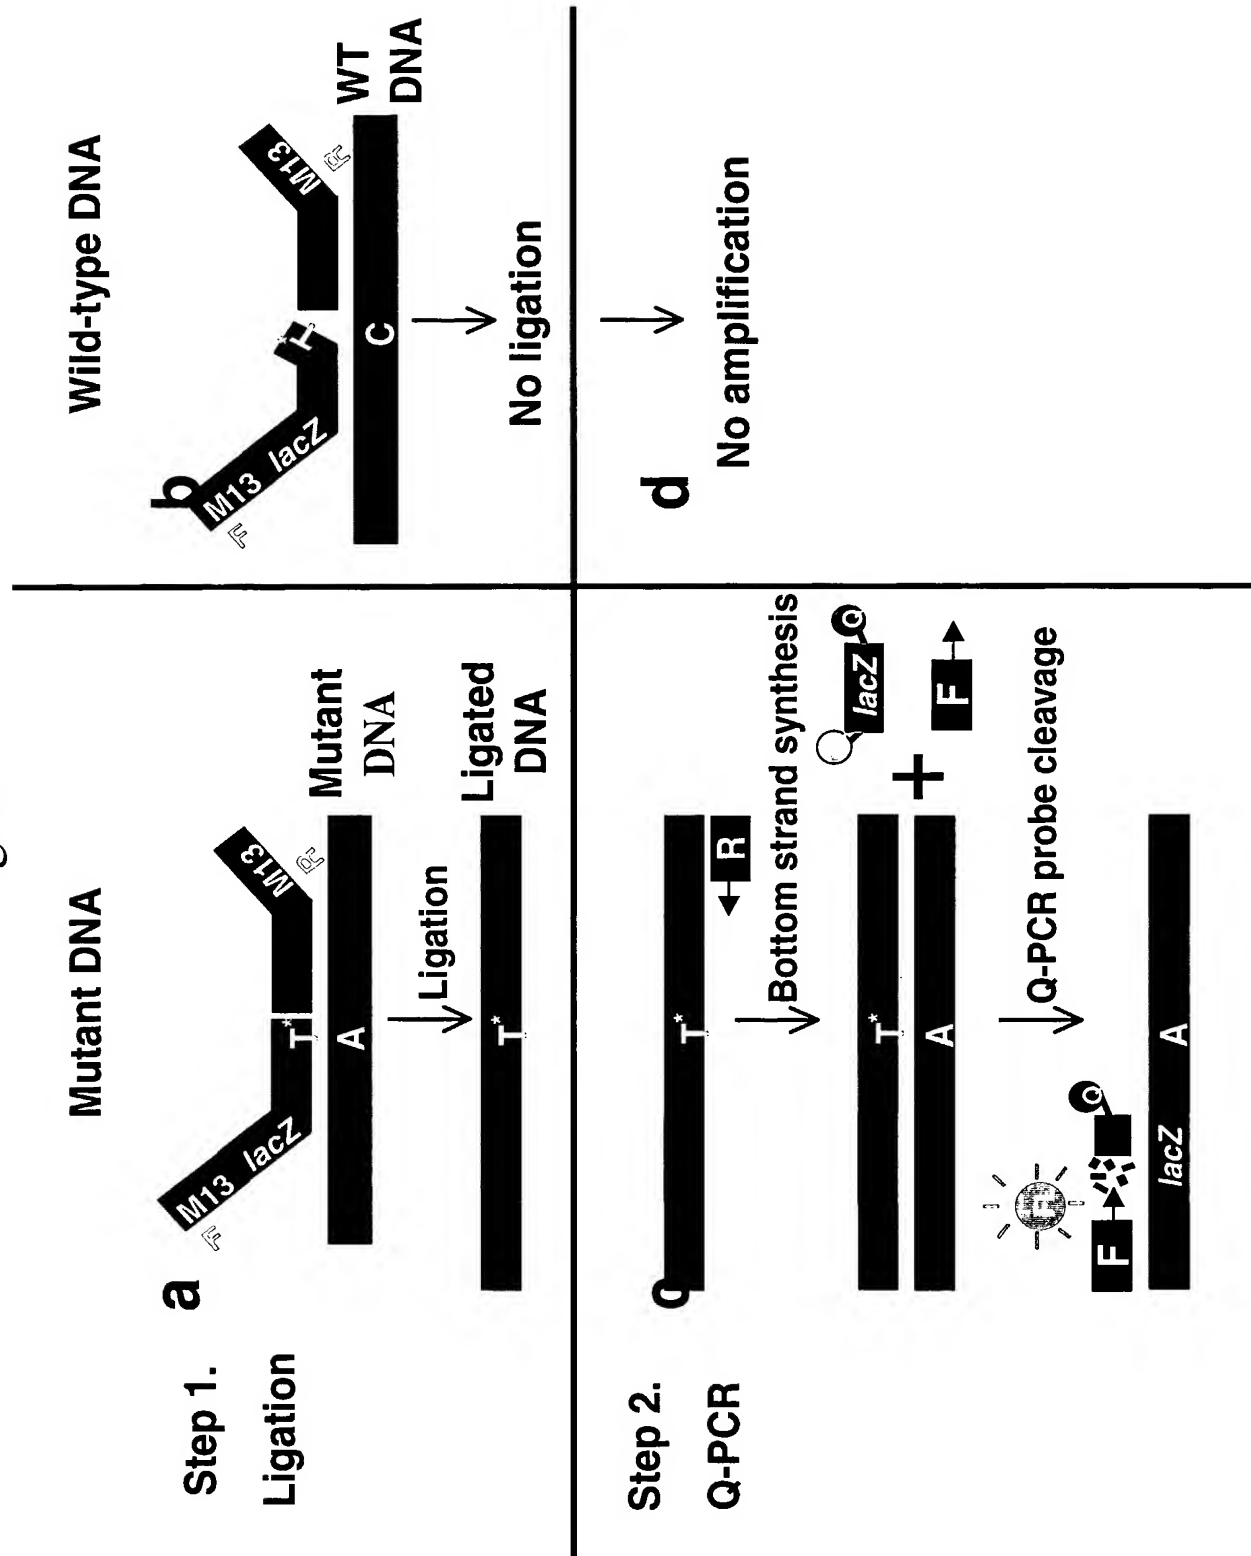 Mutant DNA
Wild-type DNA
Step 1.
Ligation
a
M13 lacZ
F
T*
M13
R
A
Mutant
DNA
Ligation
T*
Ligated
DNA
b
M13 lacZ
F
T*
M13
R
C
WT
DNA
No ligation
Step 2.
Q-PCR
c
T*
R
Bottom strand synthesis
T*
A
+
lacZ
Q
F
Q-PCR probe cleavage
F
F
Q
lacZ
A
d
No amplification